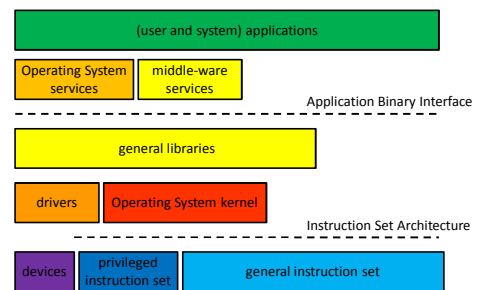 (user and system) applications
Operating System
services
middle-ware
services
Application Binary Interface
general libraries
drivers
Operating System kernel
Instruction Set Architecture
devices
privileged
instruction set
general instruction set